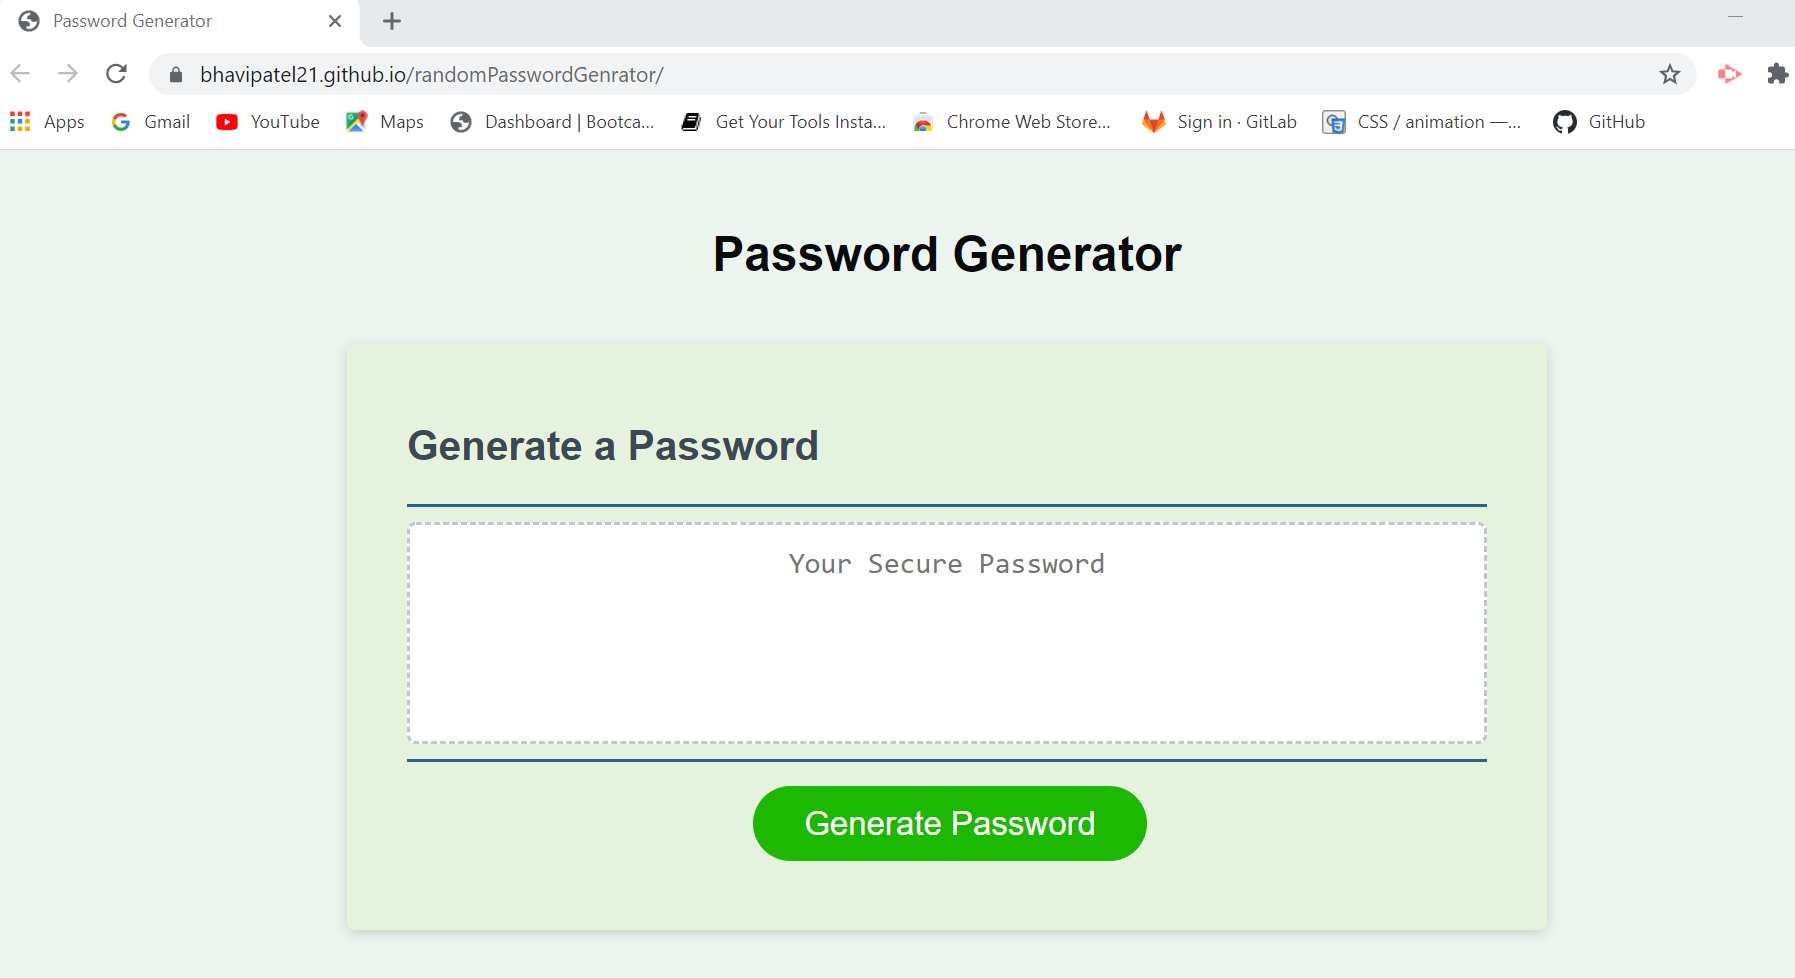 Password Generator
bhavipatel21.github.io/randomPasswordGenrator/
Apps Gmail YouTube Maps Dashboard | Bootca... Get Your Tools Insta... Chrome Web Store... Sign in · GitLab CSS / animation —... GitHub
Password Generator
Generate a Password
Your Secure Password
Generate Password